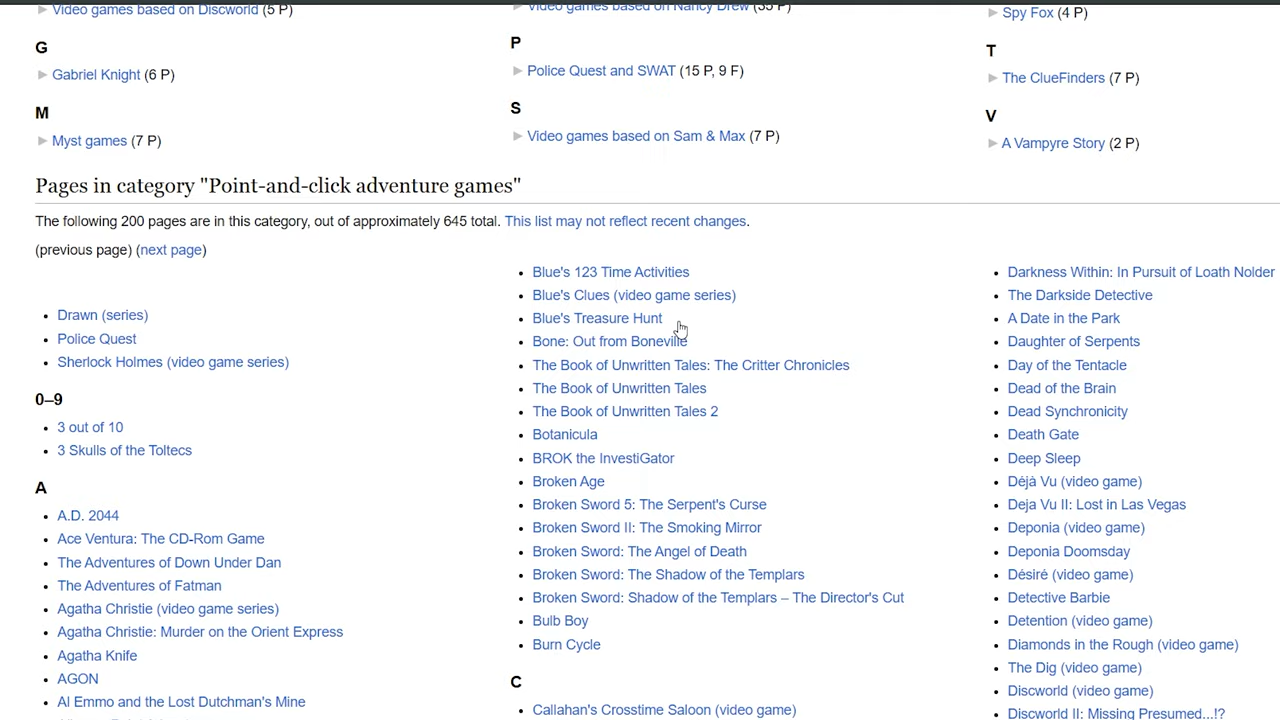 Video games based on Discworld (5 P)
G
Gabriel Knight (6 P)
M
Myst games (7 P)
Video games based on Nancy Drew (35 P)
P
Police Quest and SWAT (15 P, 9 F)
S
Video games based on Sam & Max (7 P)
Spy Fox (4 P)
T
The ClueFinders (7 P)
V
A Vampyre Story (2 P)
Pages in category "Point-and-click adventure games"
The following 200 pages are in this category, out of approximately 645 total. This list may not reflect recent changes.
(previous page) (next page)
Drawn (series)
Police Quest
Sherlock Holmes (video game series)
0–9
3 out of 10
3 Skulls of the Toltecs
A
A.D. 2044
Ace Ventura: The CD-Rom Game
The Adventures of Down Under Dan
The Adventures of Fatman
Agatha Christie (video game series)
Agatha Christie: Murder on the Orient Express
Agatha Knife
AGON
Al Emmo and the Lost Dutchman's Mine
Blue's 123 Time Activities
Blue's Clues (video game series)
Blue's Treasure Hunt
Bone: Out from Boneville
The Book of Unwritten Tales: The Critter Chronicles
The Book of Unwritten Tales
The Book of Unwritten Tales 2
Botanicula
BROK the InvestiGator
Broken Age
Broken Sword 5: The Serpent's Curse
Broken Sword II: The Smoking Mirror
Broken Sword: The Angel of Death
Broken Sword: The Shadow of the Templars
Broken Sword: Shadow of the Templars – The Director's Cut
Bulb Boy
Burn Cycle
C
Callahan's Crosstime Saloon (video game)
Darkness Within: In Pursuit of Loath Nolder
The Darkside Detective
A Date in the Park
Daughter of Serpents
Day of the Tentacle
Dead of the Brain
Dead Synchronicity
Death Gate
Deep Sleep
Déjà Vu (video game)
Deja Vu II: Lost in Las Vegas
Deponia (video game)
Deponia Doomsday
Désiré (video game)
Detective Barbie
Detention (video game)
Diamonds in the Rough (video game)
The Dig (video game)
Discworld (video game)
Discworld II: Missing Presumed...!?